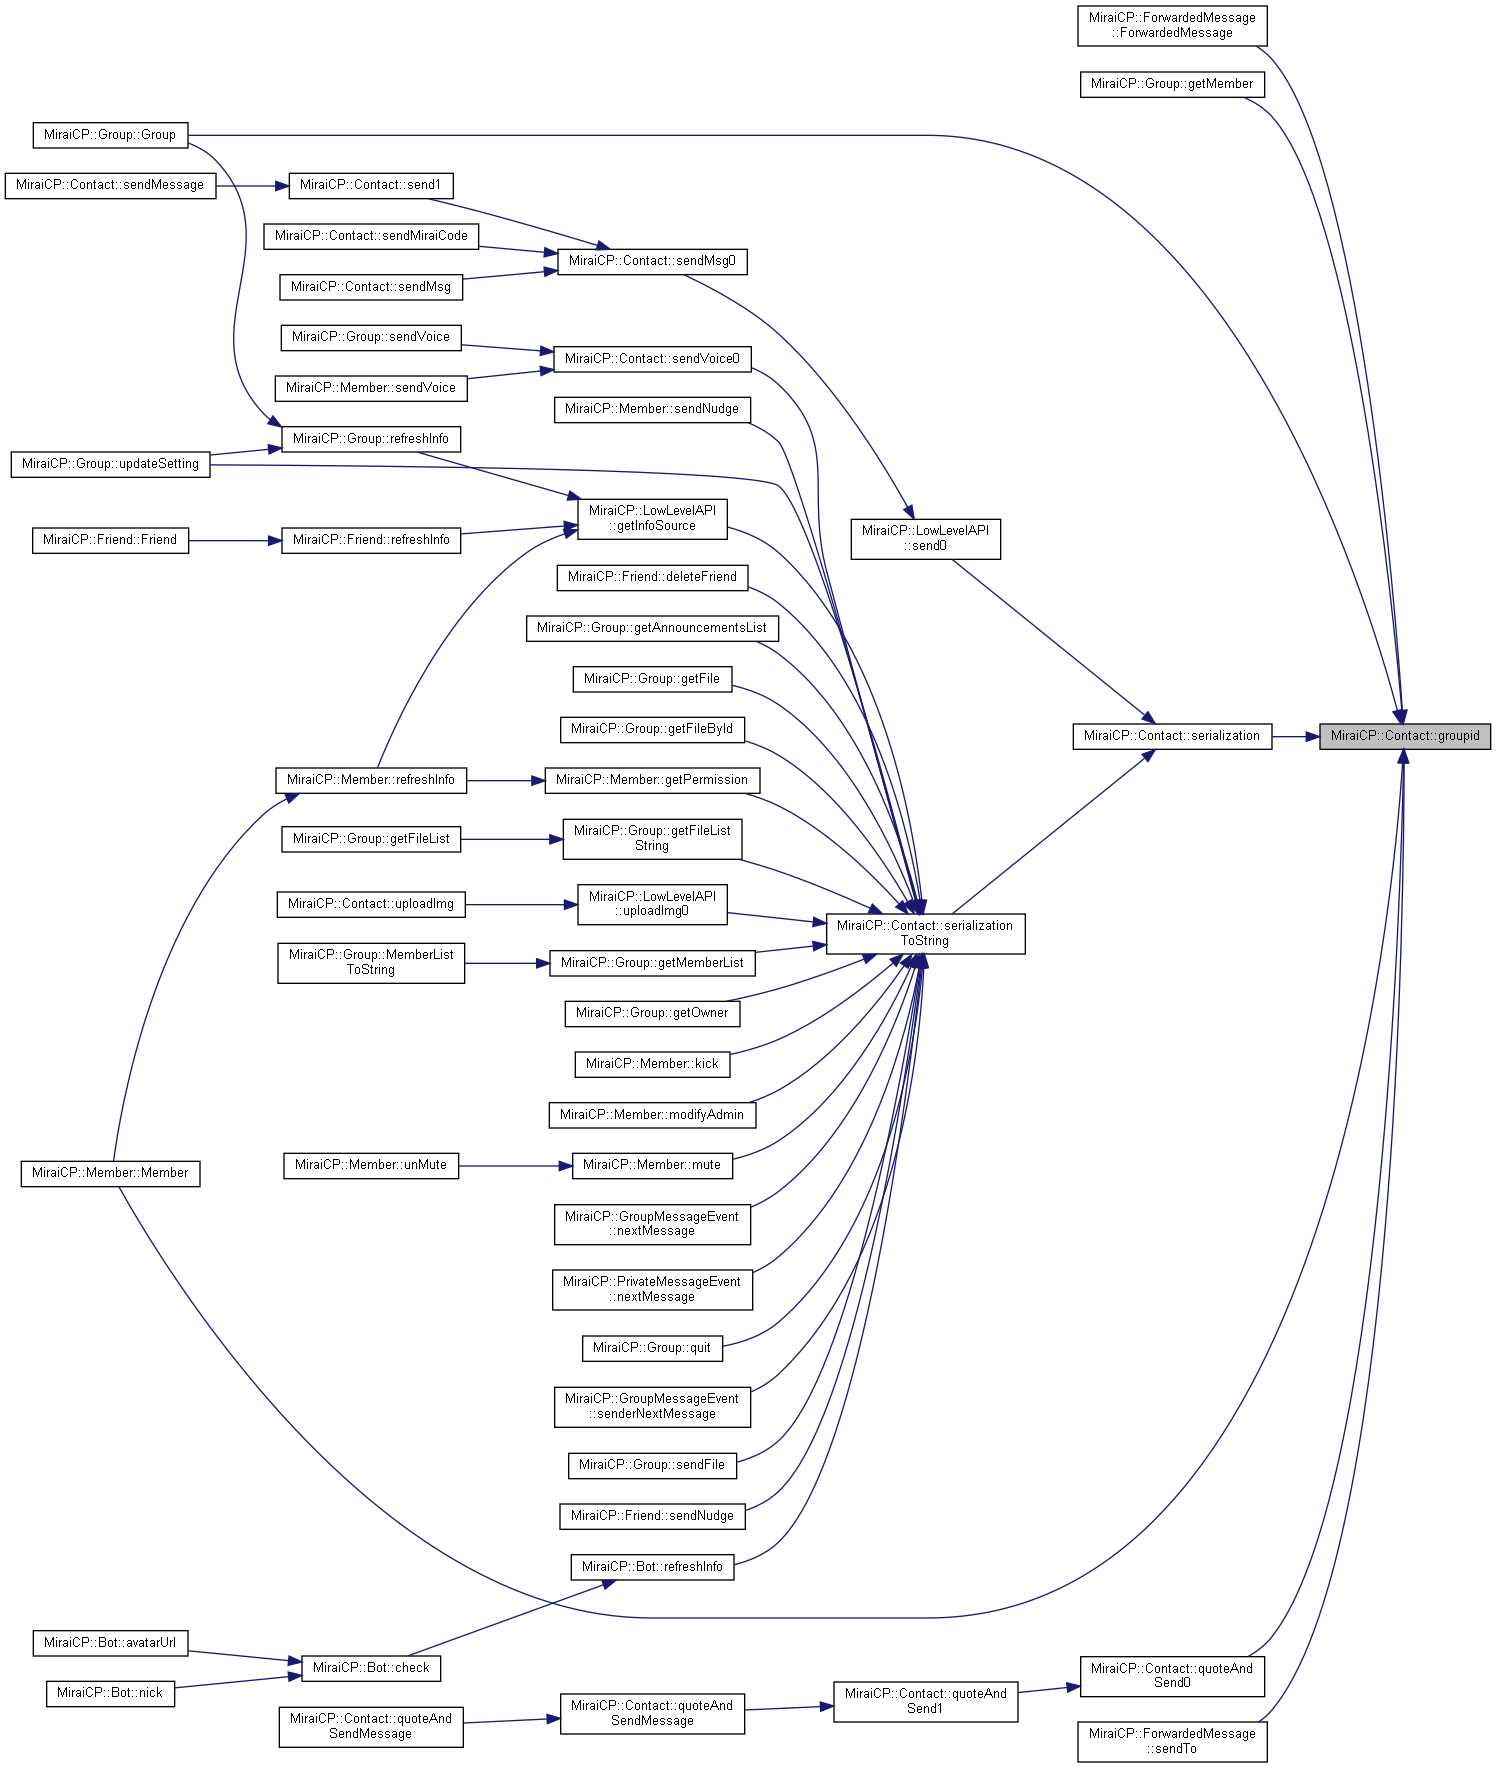 MiraiCP::ForwardedMessage
::ForwardedMessage
MiraiCP::Group::getMember
MiraiCP::Group::Group
MiraiCP::Contact::sendMessage
MiraiCP::Contact::send1
MiraiCP::Contact::sendMiraiCode
MiraiCP::Contact::sendMsg0
MiraiCP::Contact::sendMsg
MiraiCP::Group::sendVoice
MiraiCP::Contact::sendVoice0
MiraiCP::Member::sendVoice
MiraiCP::Member::sendNudge
MiraiCP::Group::refreshInfo
MiraiCP::Group::updateSetting
MiraiCP::LowLevelAPI
::getInfoSource
MiraiCP::LowLevelAPI
::send0
MiraiCP::Friend::Friend
MiraiCP::Friend::refreshInfo
MiraiCP::Friend::deleteFriend
MiraiCP::Group::getAnnouncementsList
MiraiCP::Group::getFile
MiraiCP::Group::getFileById
MiraiCP::Contact::serialization
MiraiCP::Contact::groupid
MiraiCP::Member::refreshInfo
MiraiCP::Member::getPermission
MiraiCP::Group::getFileList
MiraiCP::Group::getFileList
String
MiraiCP::Contact::uploadImg
MiraiCP::LowLevelAPI
::uploadImg0
MiraiCP::Contact::serialization
ToString
MiraiCP::Group::MemberList
ToString
MiraiCP::Group::getMemberList
MiraiCP::Group::getOwner
MiraiCP::Member::kick
MiraiCP::Member::modifyAdmin
MiraiCP::Member::Member
MiraiCP::Member::unMute
MiraiCP::Member::mute
MiraiCP::GroupMessageEvent
::nextMessage
MiraiCP::PrivateMessageEvent
::nextMessage
MiraiCP::Group::quit
MiraiCP::GroupMessageEvent
::senderNextMessage
MiraiCP::Group::sendFile
MiraiCP::Friend::sendNudge
MiraiCP::Bot::refreshInfo
MiraiCP::Bot::avatarUrl
MiraiCP::Bot::check
MiraiCP::Bot::nick
MiraiCP::Contact::quoteAnd
Send0
MiraiCP::Contact::quoteAnd
Send1
MiraiCP::Contact::quoteAnd
SendMessage
MiraiCP::Contact::quoteAnd
SendMessage
MiraiCP::ForwardedMessage
::sendTo